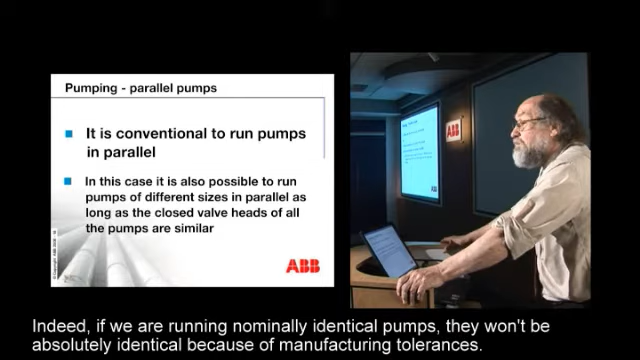 Pumping - parallel pumps
It is conventional to run pumps
in parallel
In this case it is also possible to run
pumps of different sizes in parallel as
long as the closed valve heads of all
the pumps are similar
ABB
ABB
Indeed, if we are running nominally identical pumps, they won't be
absolutely identical because of manufacturing tolerances.